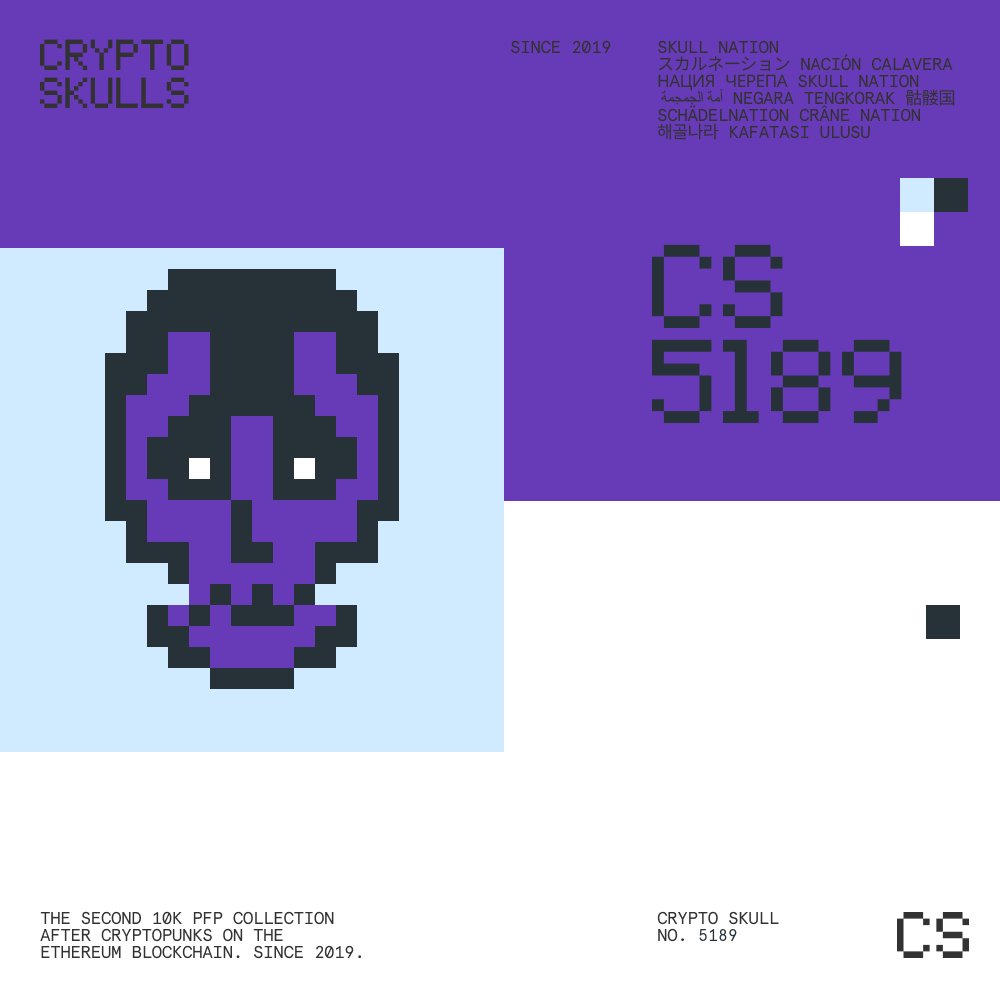 CRYPTO
SKULLS
SINCE 2019
SKULL NATION
スカルネーション NACIÓN CALAVERA
НАЦИЯ ЧЕРЕПА SKULL NATION
أمة الجمجمة NEGARA TENGKORAK 骷髅国
SCHÄDELNATION CRÂNE NATION
해골나라 KAFATASI ULUSU
CS
5189
THE SECOND 10K PFP COLLECTION
AFTER CRYPTOPUNKS ON THE
ETHEREUM BLOCKCHAIN. SINCE 2019.
CRYPTO SKULL
NO. 5189
CS